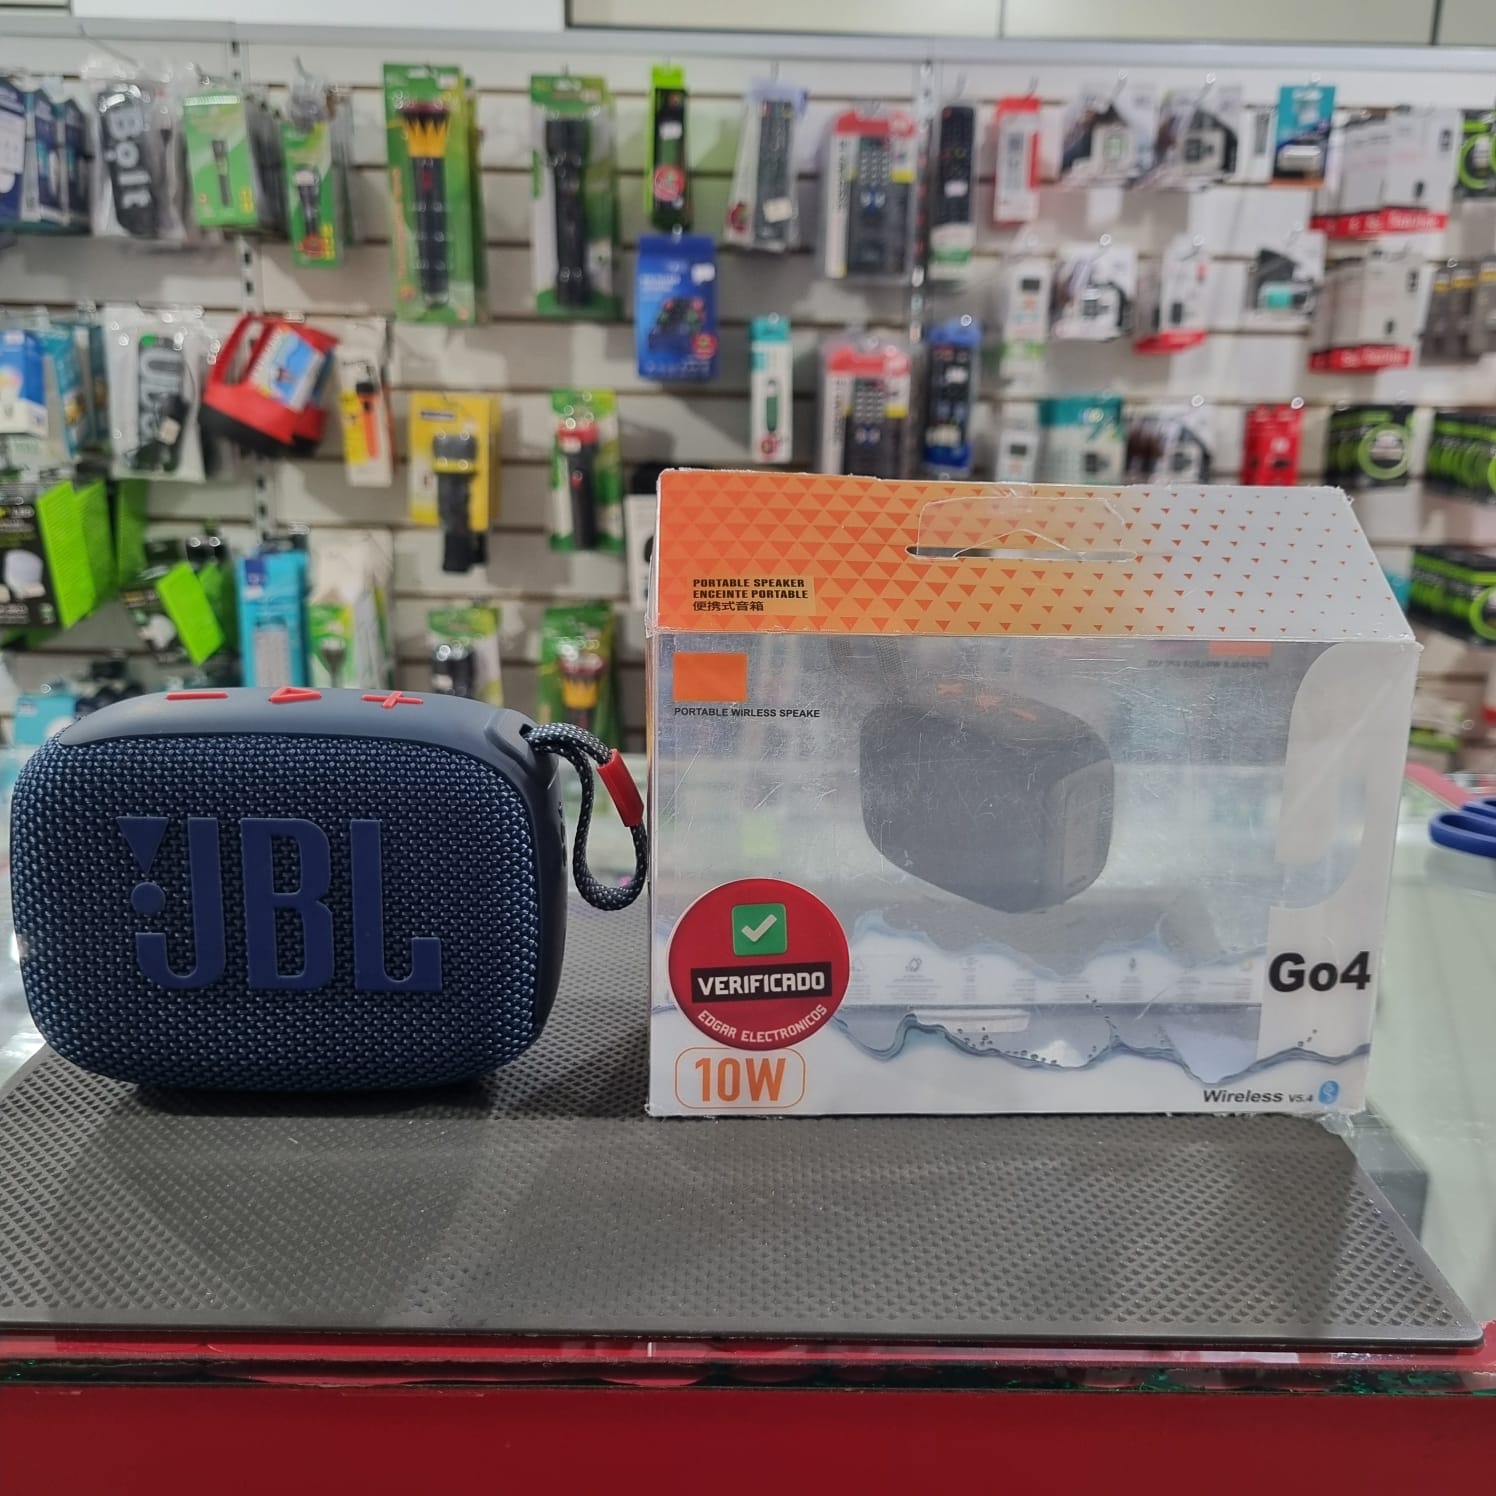 Bolt
JBL
PORTABLE SPEAKER
ENCEINTE PORTABLE
便携式音箱
PORTABLE WIRLESS SPEAKE
VERIFICADO
EDGAR ELECTRONICOS
10W
Go4
Wireless V5.4